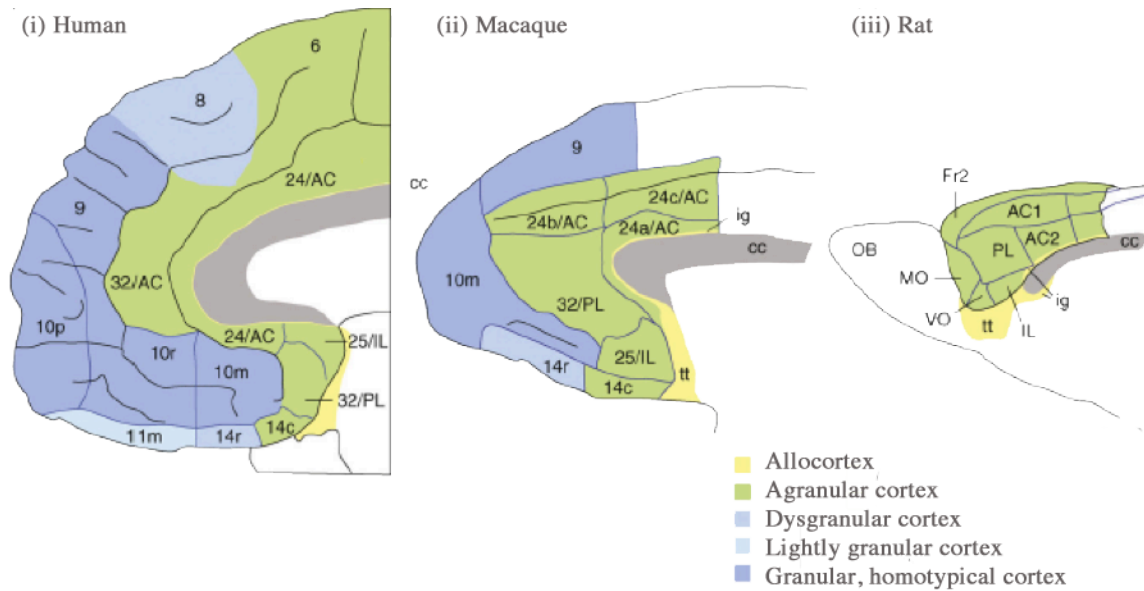 (i) Human
(ii) Macaque
(iii) Rat
6
8
9
24/AC
32/AC
10p
10r
10m
24/AC
25/IL
32/PL
11m
14r
14c
cc
9
24c/AC
24b/AC
24a/AC
ig
cc
10m
32/PL
25/IL
14r
14c
tt
Fr2
AC1
OB
PL
AC2
cc
MO
VO
IL
ig
tt
Allocortex
Agranular cortex
Dysgranular cortex
Lightly granular cortex
Granular, homotypical cortex